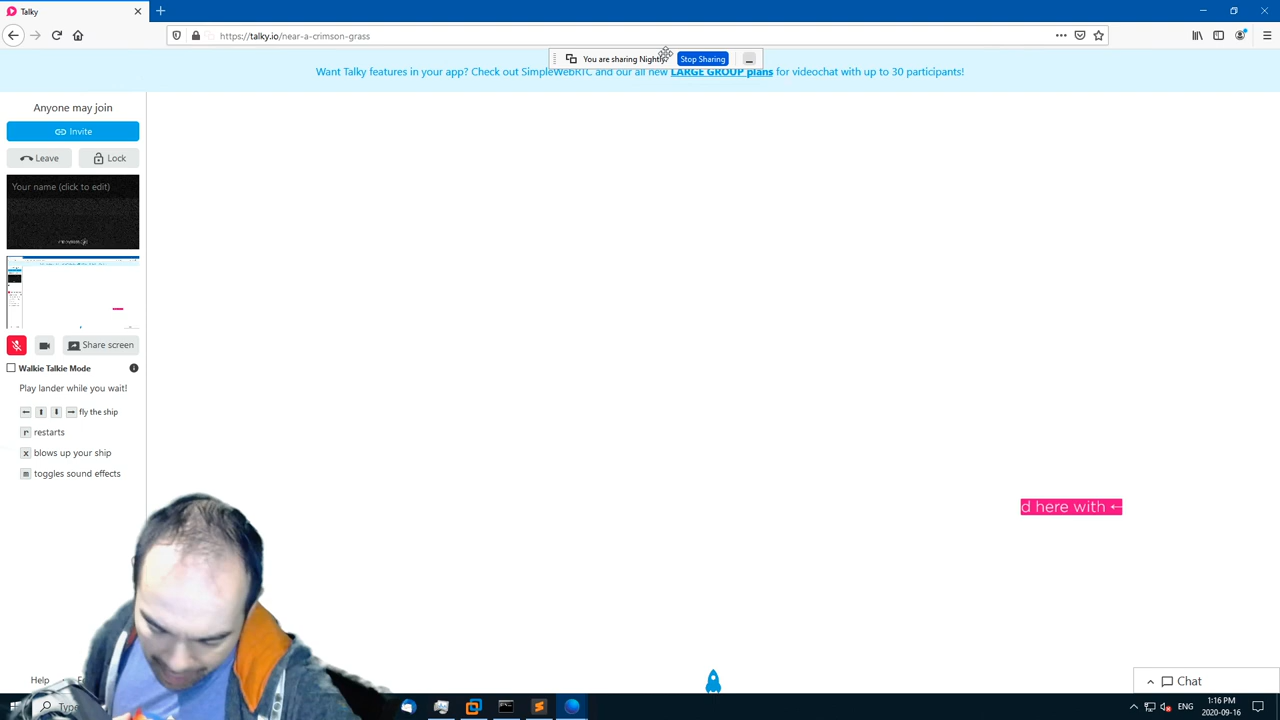 Talky
https://talky.io/near-a-crimson-grass
You are sharing Nightly.
Stop Sharing
Want Talky features in your app? Check out SimpleWebRTC and our all new LARGE GROUP plans for videochat with up to 30 participants!
Anyone may join
Invite
Leave
Lock
Your name (click to edit)
Share screen
Walkie Talkie Mode
Play lander while you wait!
← ↑ ↓ → fly the ship
r restarts
x blows up your ship
m toggles sound effects
d here with ←
Help
Chat
Type
ENG
1:16 PM
2020-09-16